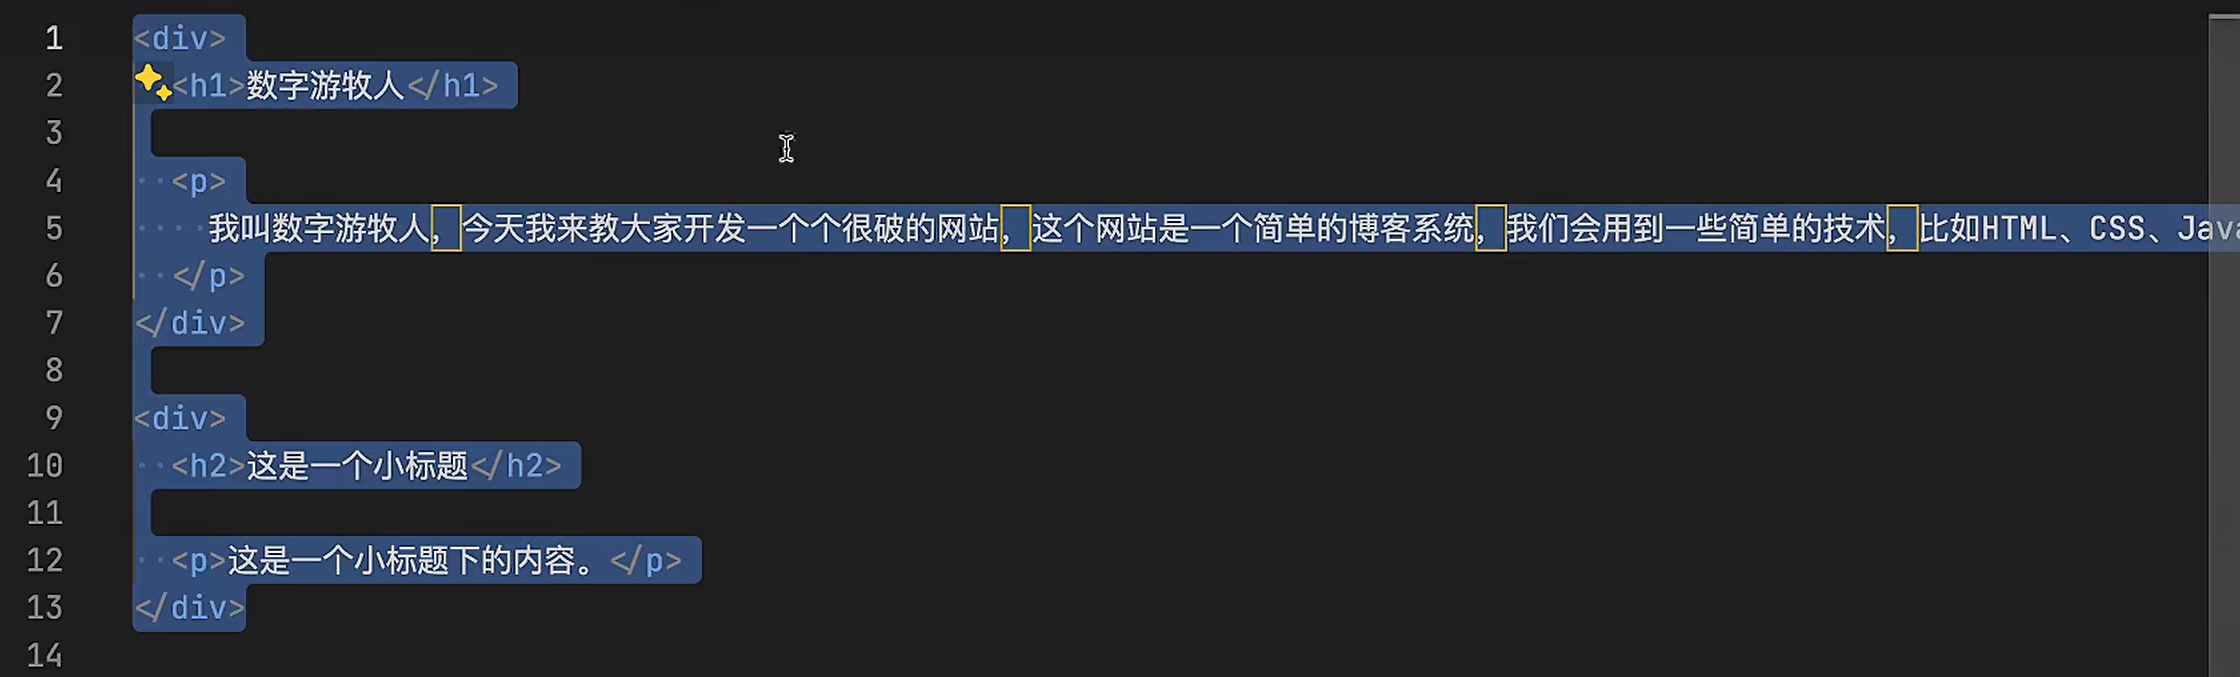 1 <div>
2 <h1>数字游牧人</h1>
3
4 <p>
5 我叫数字游牧人，今天我来教大家开发一个个很破的网站，这个网站是一个简单的博客系统，我们会用到一些简单的技术，比如HTML、CSS、Java
6 </p>
7 </div>
8
9 <div>
10 <h2>这是一个小标题</h2>
11
12 <p>这是一个小标题下的内容。</p>
13 </div>
14